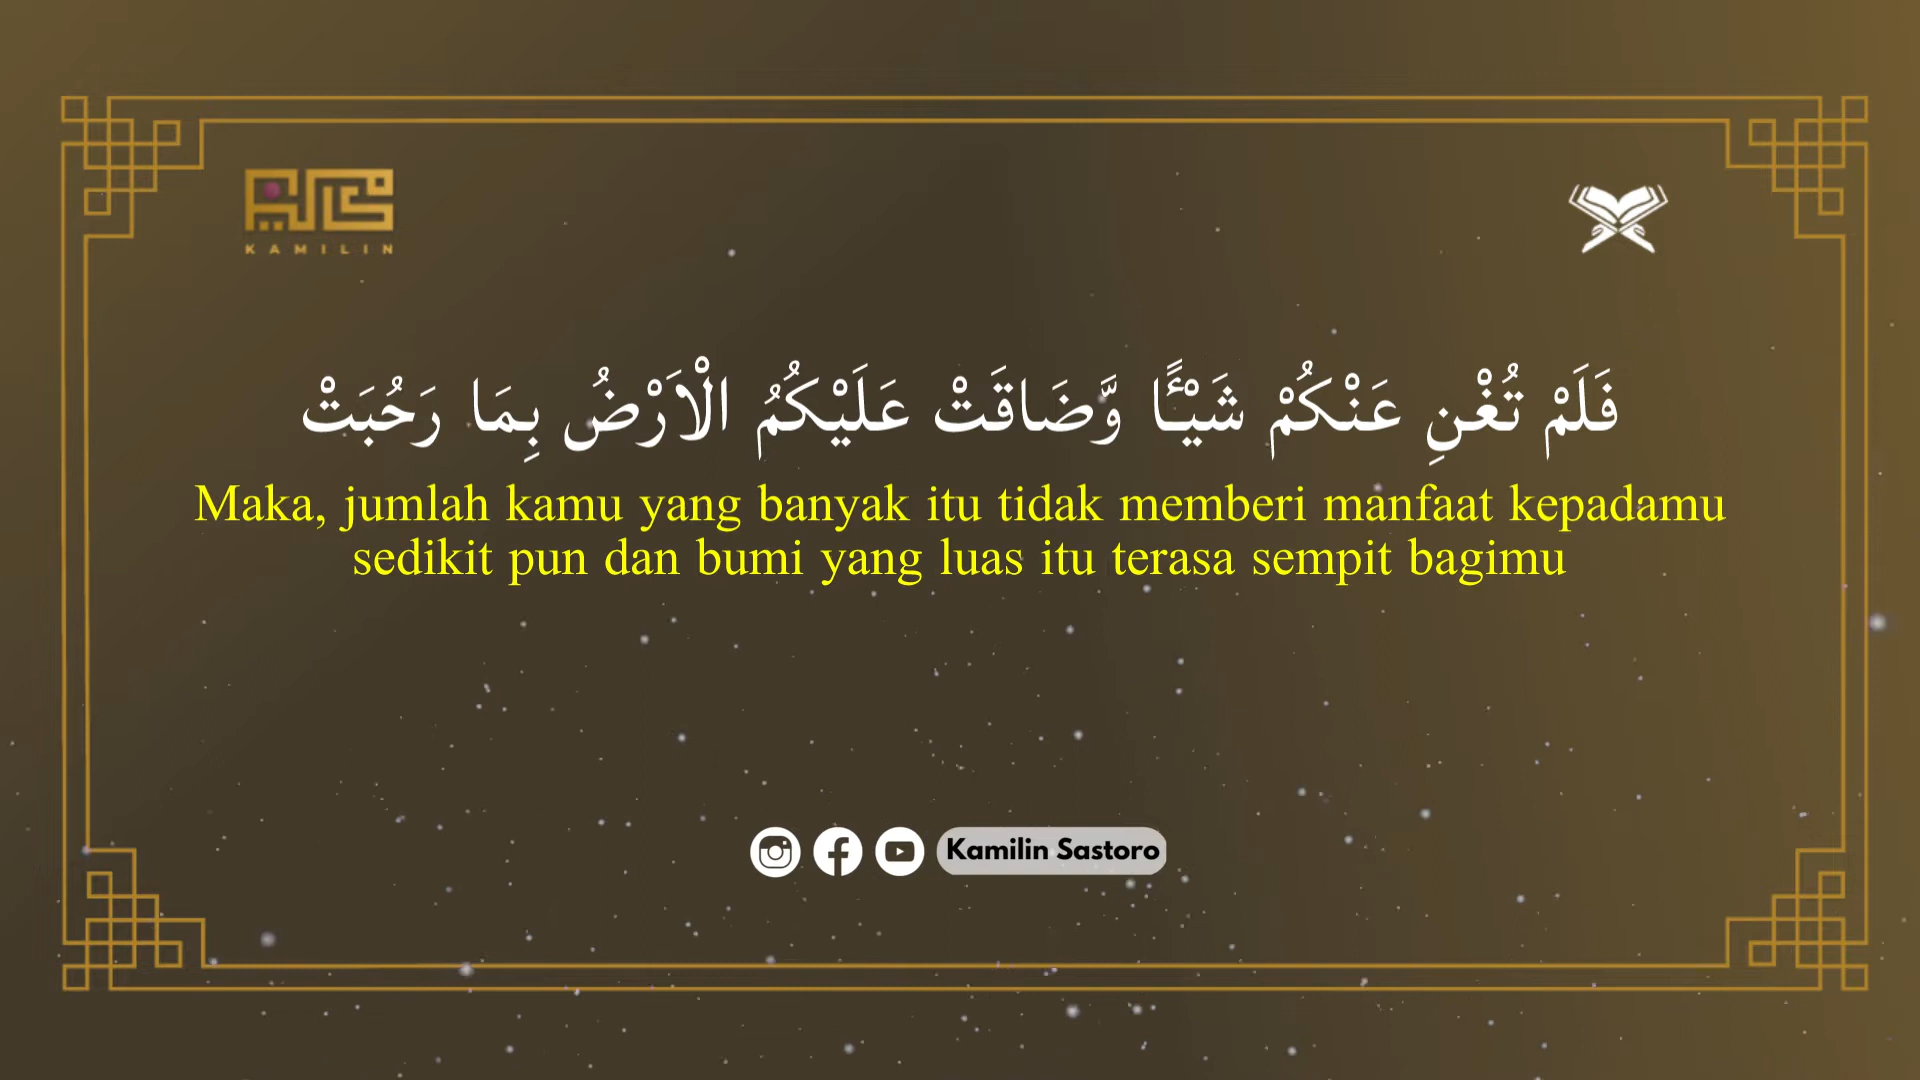 KAMILIN
فَلَمْ تُغْنِ عَنْكُمْ شَيْـًٔا وَّضَاقَتْ عَلَيْكُمُ الْاَرْضُ بِمَا رَحُبَتْ
Maka, jumlah kamu yang banyak itu tidak memberi manfaat kepadamu
sedikit pun dan bumi yang luas itu terasa sempit bagimu
Kamilin Sastoro